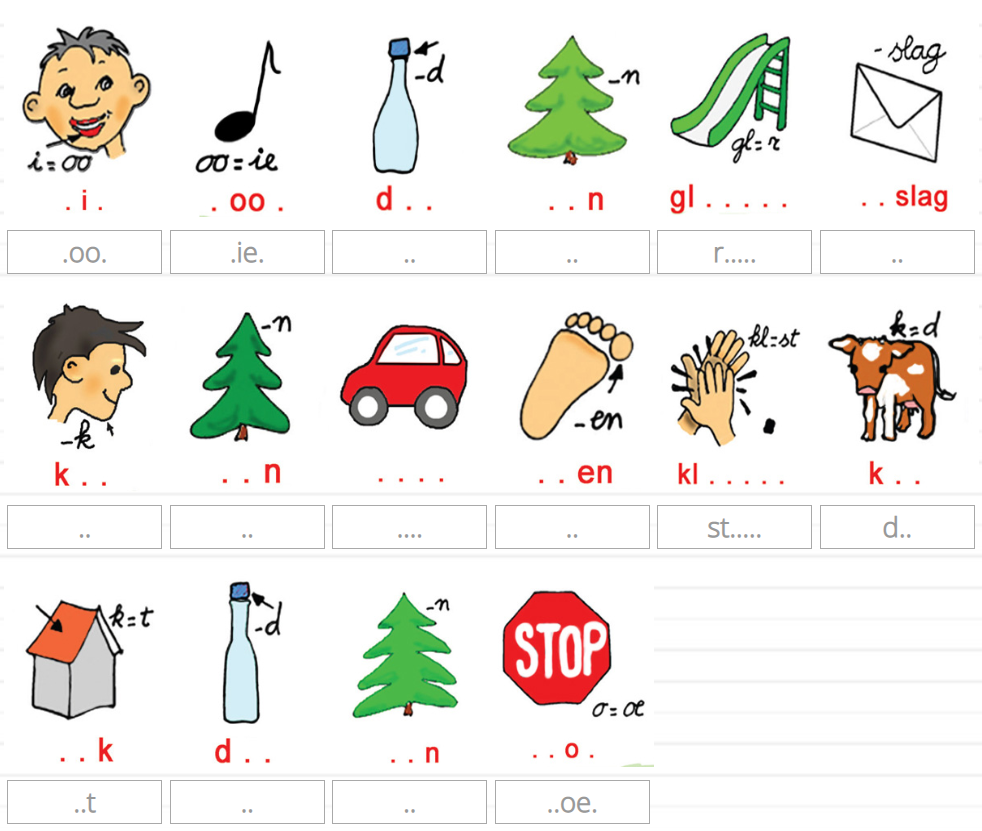 i = oo oo = ie -d -n gl = r -slag
. i . . oo . d . . . . n gl . . . . . . . slag
.oo. .ie. .. .. r..... ..
-k -n -en kl=st k=d
k . . . . n . . . . . . en kl . . . . . k . .
.. .. .... .. st..... d..
k=t -d -n STOP o=oe
. . k d . . . . n . . o .
..t .. .. ..oe.